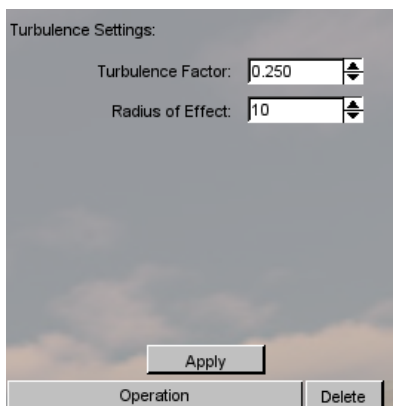 Turbulence Settings:
Turbulence Factor: 0.250
Radius of Effect: 10
Apply
Operation Delete